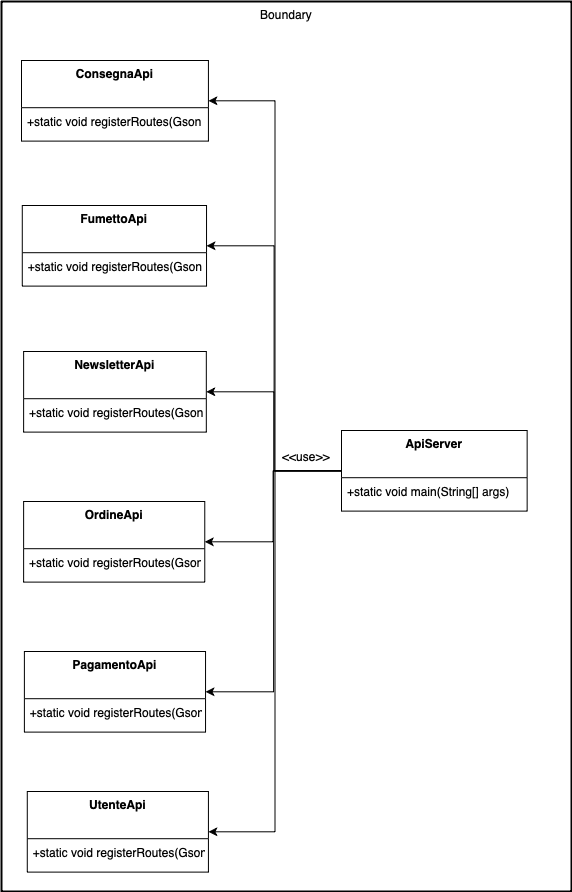 Boundary
ConsegnaApi
+static void registerRoutes(Gson
FumettoApi
+static void registerRoutes(Gson
NewsletterApi
+static void registerRoutes(Gson
<<use>>
ApiServer
+static void main(String[] args)
OrdineApi
+static void registerRoutes(Gsor
PagamentoApi
+static void registerRoutes(Gsor
UtenteApi
+static void registerRoutes(Gsor